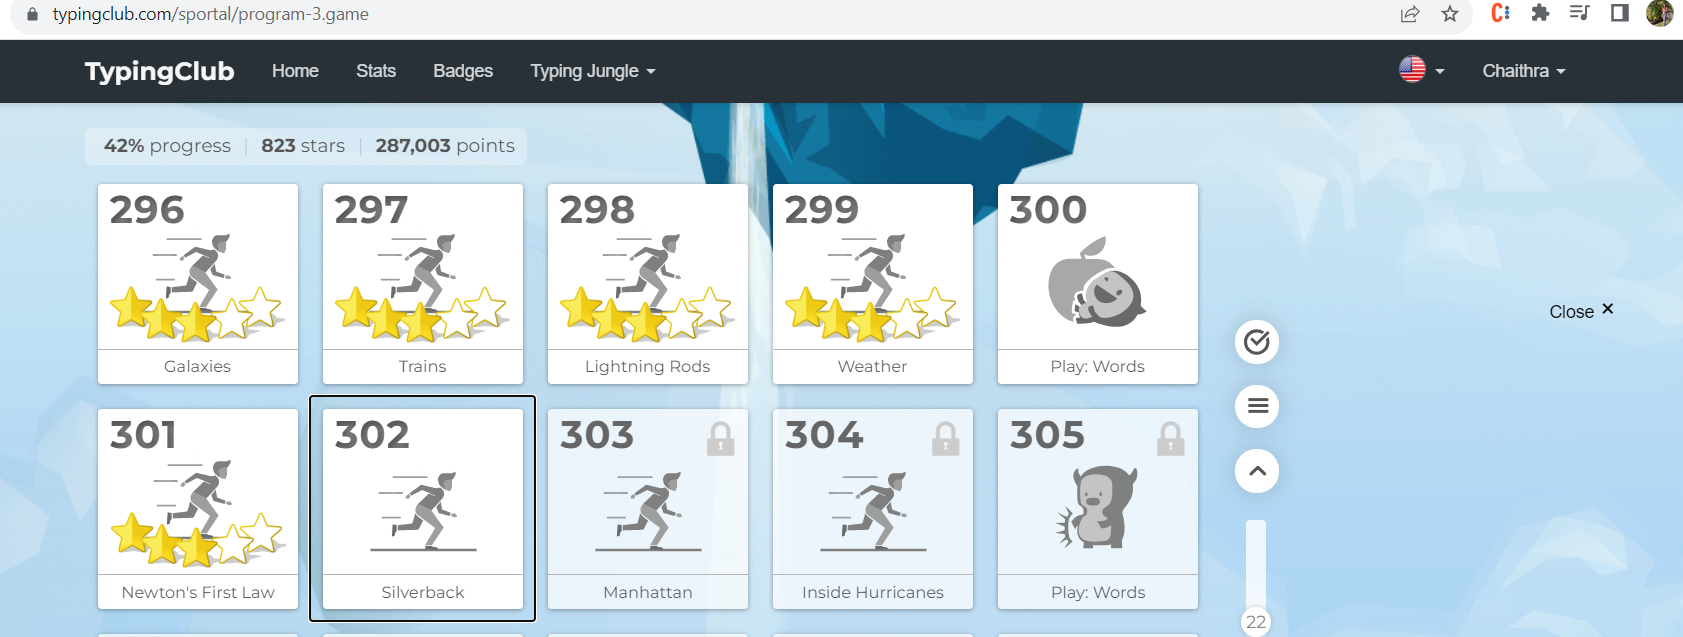 typingclub.com/sportal/program-3.game
TypingClub Home Stats Badges Typing Jungle Chaithra
42% progress 823 stars 287,003 points
296 297 298 299 300
Galaxies Trains Lightning Rods Weather Play: Words
Close ×
301 302 303 304 305
Newton's First Law Silverback Manhattan Inside Hurricanes Play: Words
22